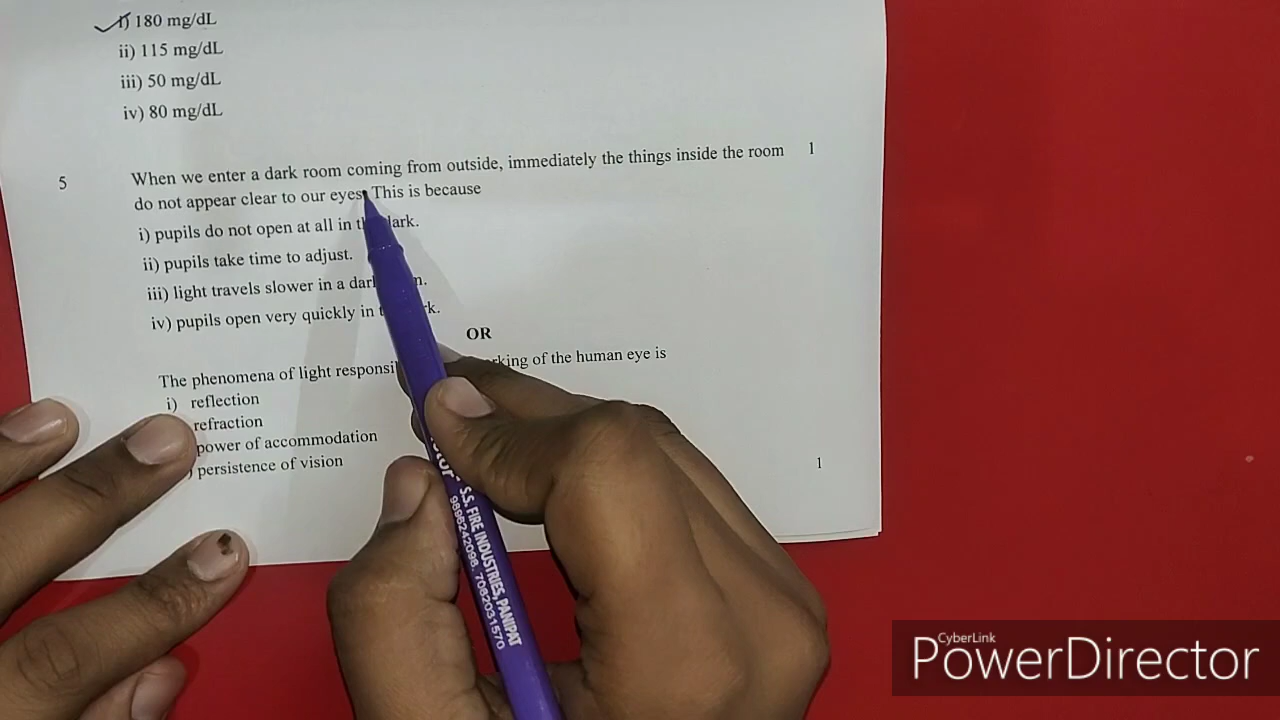 i) 180 mg/dL
ii) 115 mg/dL
iii) 50 mg/dL
iv) 80 mg/dL
5 When we enter a dark room coming from outside, immediately the things inside the room 1
do not appear clear to our eyes. This is because
i) pupils do not open at all in dark.
ii) pupils take time to adjust.
iii) light travels slower in a
iv) pupils open very quickly in
OR
The phenomena of light of the human eye is
i) reflection
refraction
power of accommodation
) persistence of vision
1
S.S. FIRE INDUSTRIES, PANIPAT
9896242098, 7082031570
CyberLink
PowerDirector